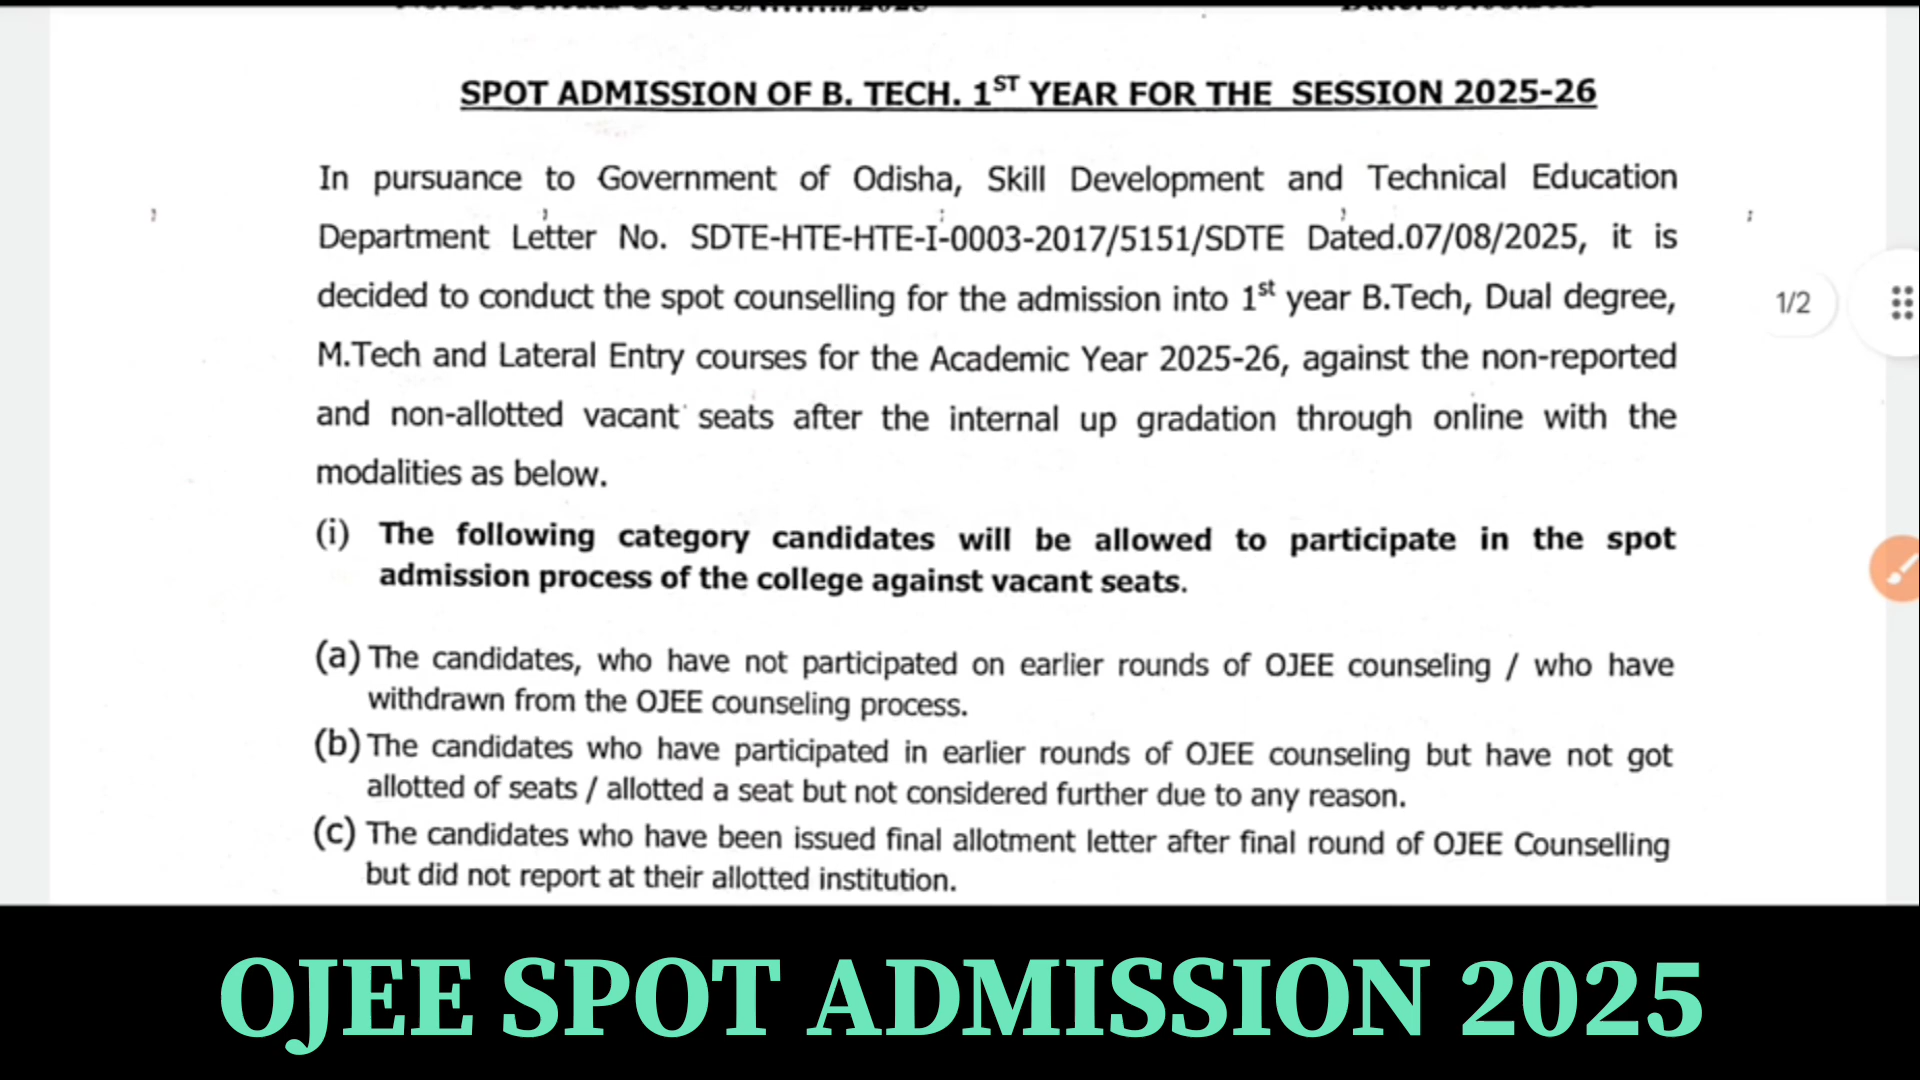 SPOT ADMISSION OF B. TECH. 1ST YEAR FOR THE SESSION 2025-26
In pursuance to Government of Odisha, Skill Development and Technical Education
Department Letter No. SDTE-HTE-HTE-I-0003-2017/5151/SDTE Dated.07/08/2025, it is
decided to conduct the spot counselling for the admission into 1st year B.Tech, Dual degree,
1/2
M.Tech and Lateral Entry courses for the Academic Year 2025-26, against the non-reported
and non-allotted vacant seats after the internal up gradation through online with the
modalities as below.
(i) The following category candidates will be allowed to participate in the spot
admission process of the college against vacant seats.
(a) The candidates, who have not participated on earlier rounds of OJEE counseling / who have
withdrawn from the OJEE counseling process.
(b) The candidates who have participated in earlier rounds of OJEE counseling but have not got
allotted of seats / allotted a seat but not considered further due to any reason.
(c) The candidates who have been issued final allotment letter after final round of OJEE Counselling
but did not report at their allotted institution.
OJEE SPOT ADMISSION 2025